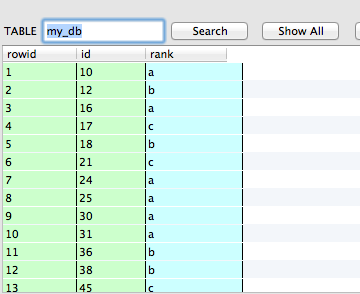 TABLE my_db Search Show All
rowid id rank
1 10 a
2 12 b
3 16 a
4 17 c
5 18 b
6 21 c
7 24 a
8 25 a
9 30 a
10 31 a
11 36 b
12 38 b
13 45 c